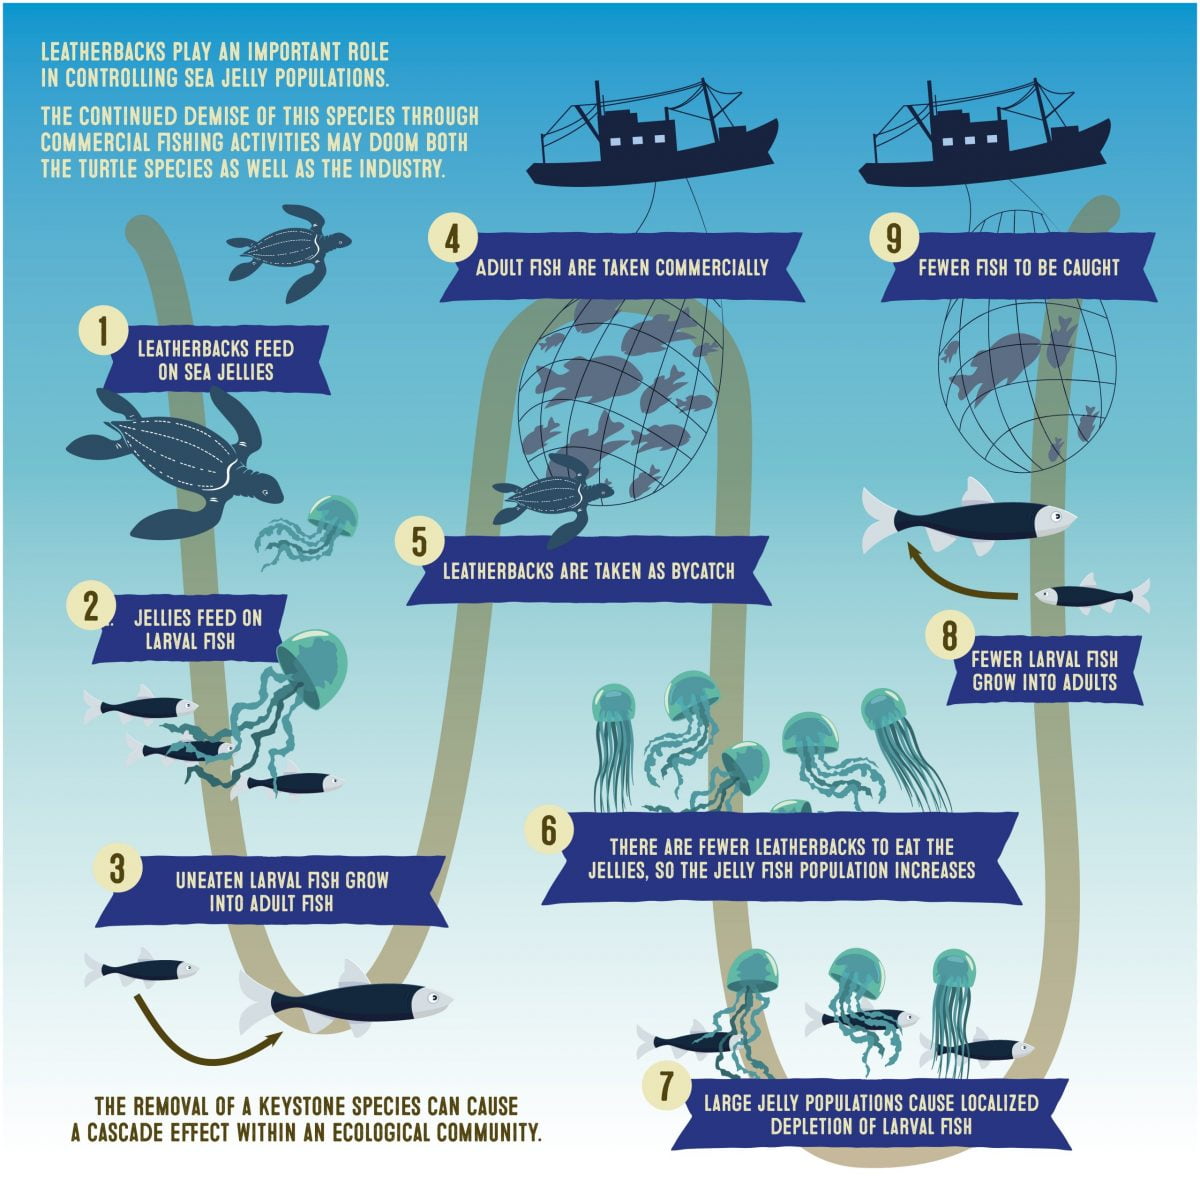 LEATHERBACKS PLAY AN IMPORTANT ROLE
IN CONTROLLING SEA JELLY POPULATIONS.
THE CONTINUED DEMISE OF THIS SPECIES THROUGH
COMMERCIAL FISHING ACTIVITIES MAY DOOM BOTH
THE TURTLE SPECIES AS WELL AS THE INDUSTRY.
1
LEATHERBACKS FEED
ON SEA JELLIES
2.
JELLIES FEED ON
LARVAL FISH
3
UNEATEN LARVAL FISH GROW
INTO ADULT FISH
4
ADULT FISH ARE TAKEN COMMERCIALLY
5
LEATHERBACKS ARE TAKEN AS BYCATCH
6
THERE ARE FEWER LEATHERBACKS TO EAT THE
JELLIES, SO THE JELLY FISH POPULATION INCREASES
7
LARGE JELLY POPULATIONS CAUSE LOCALIZED
DEPLETION OF LARVAL FISH
8
FEWER LARVAL FISH
GROW INTO ADULTS
9
FEWER FISH TO BE CAUGHT
THE REMOVAL OF A KEYSTONE SPECIES CAN CAUSE
A CASCADE EFFECT WITHIN AN ECOLOGICAL COMMUNITY.